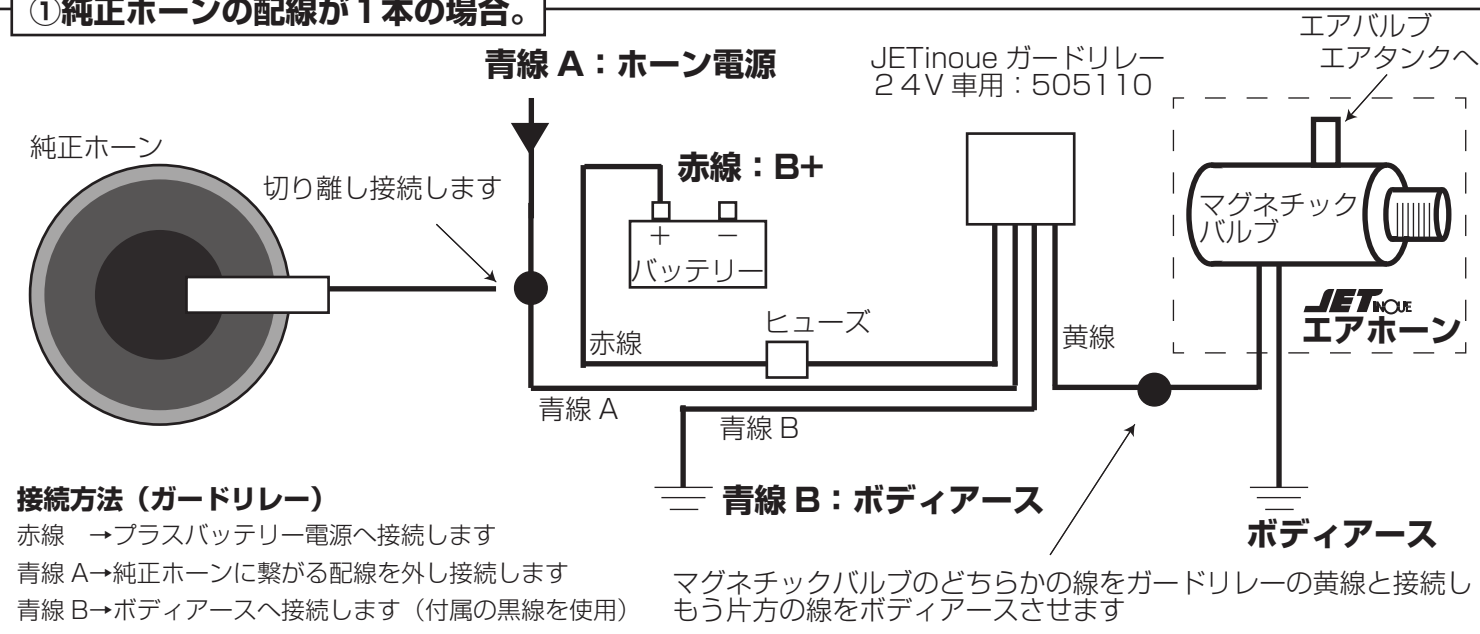 ①純正ホーンの配線が1本の場合。
エアバルブ
エアタンクへ
青線 A：ホーン電源
JETinoue ガードリレー
２４V 車用：505110
純正ホーン
切り離し接続します
赤線：B+
＋ －
バッテリー
マグネチック
バルブ
JET INOUE
エアホーン
ヒューズ
赤線
黄線
青線 A
青線 B
青線 B：ボディアース
ボディアース
接続方法（ガードリレー）
赤線　→プラスバッテリー電源へ接続します
青線 A→純正ホーンに繋がる配線を外し接続します
青線 B→ボディアースへ接続します（付属の黒線を使用）
マグネチックバルブのどちらかの線をガードリレーの黄線と接続し
もう片方の線をボディアースさせます